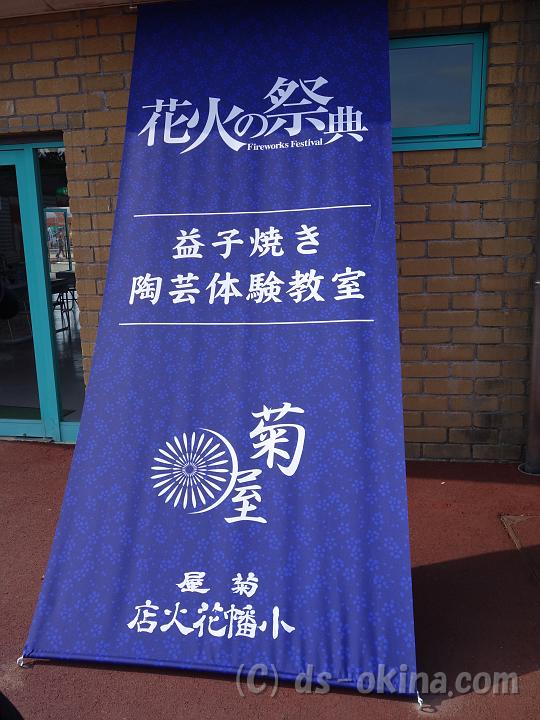 花火の祭典
Fireworks Festival
益子焼き
陶芸体験教室
菊屋
屋菊
店火花幡小
(C) ds-okina.com